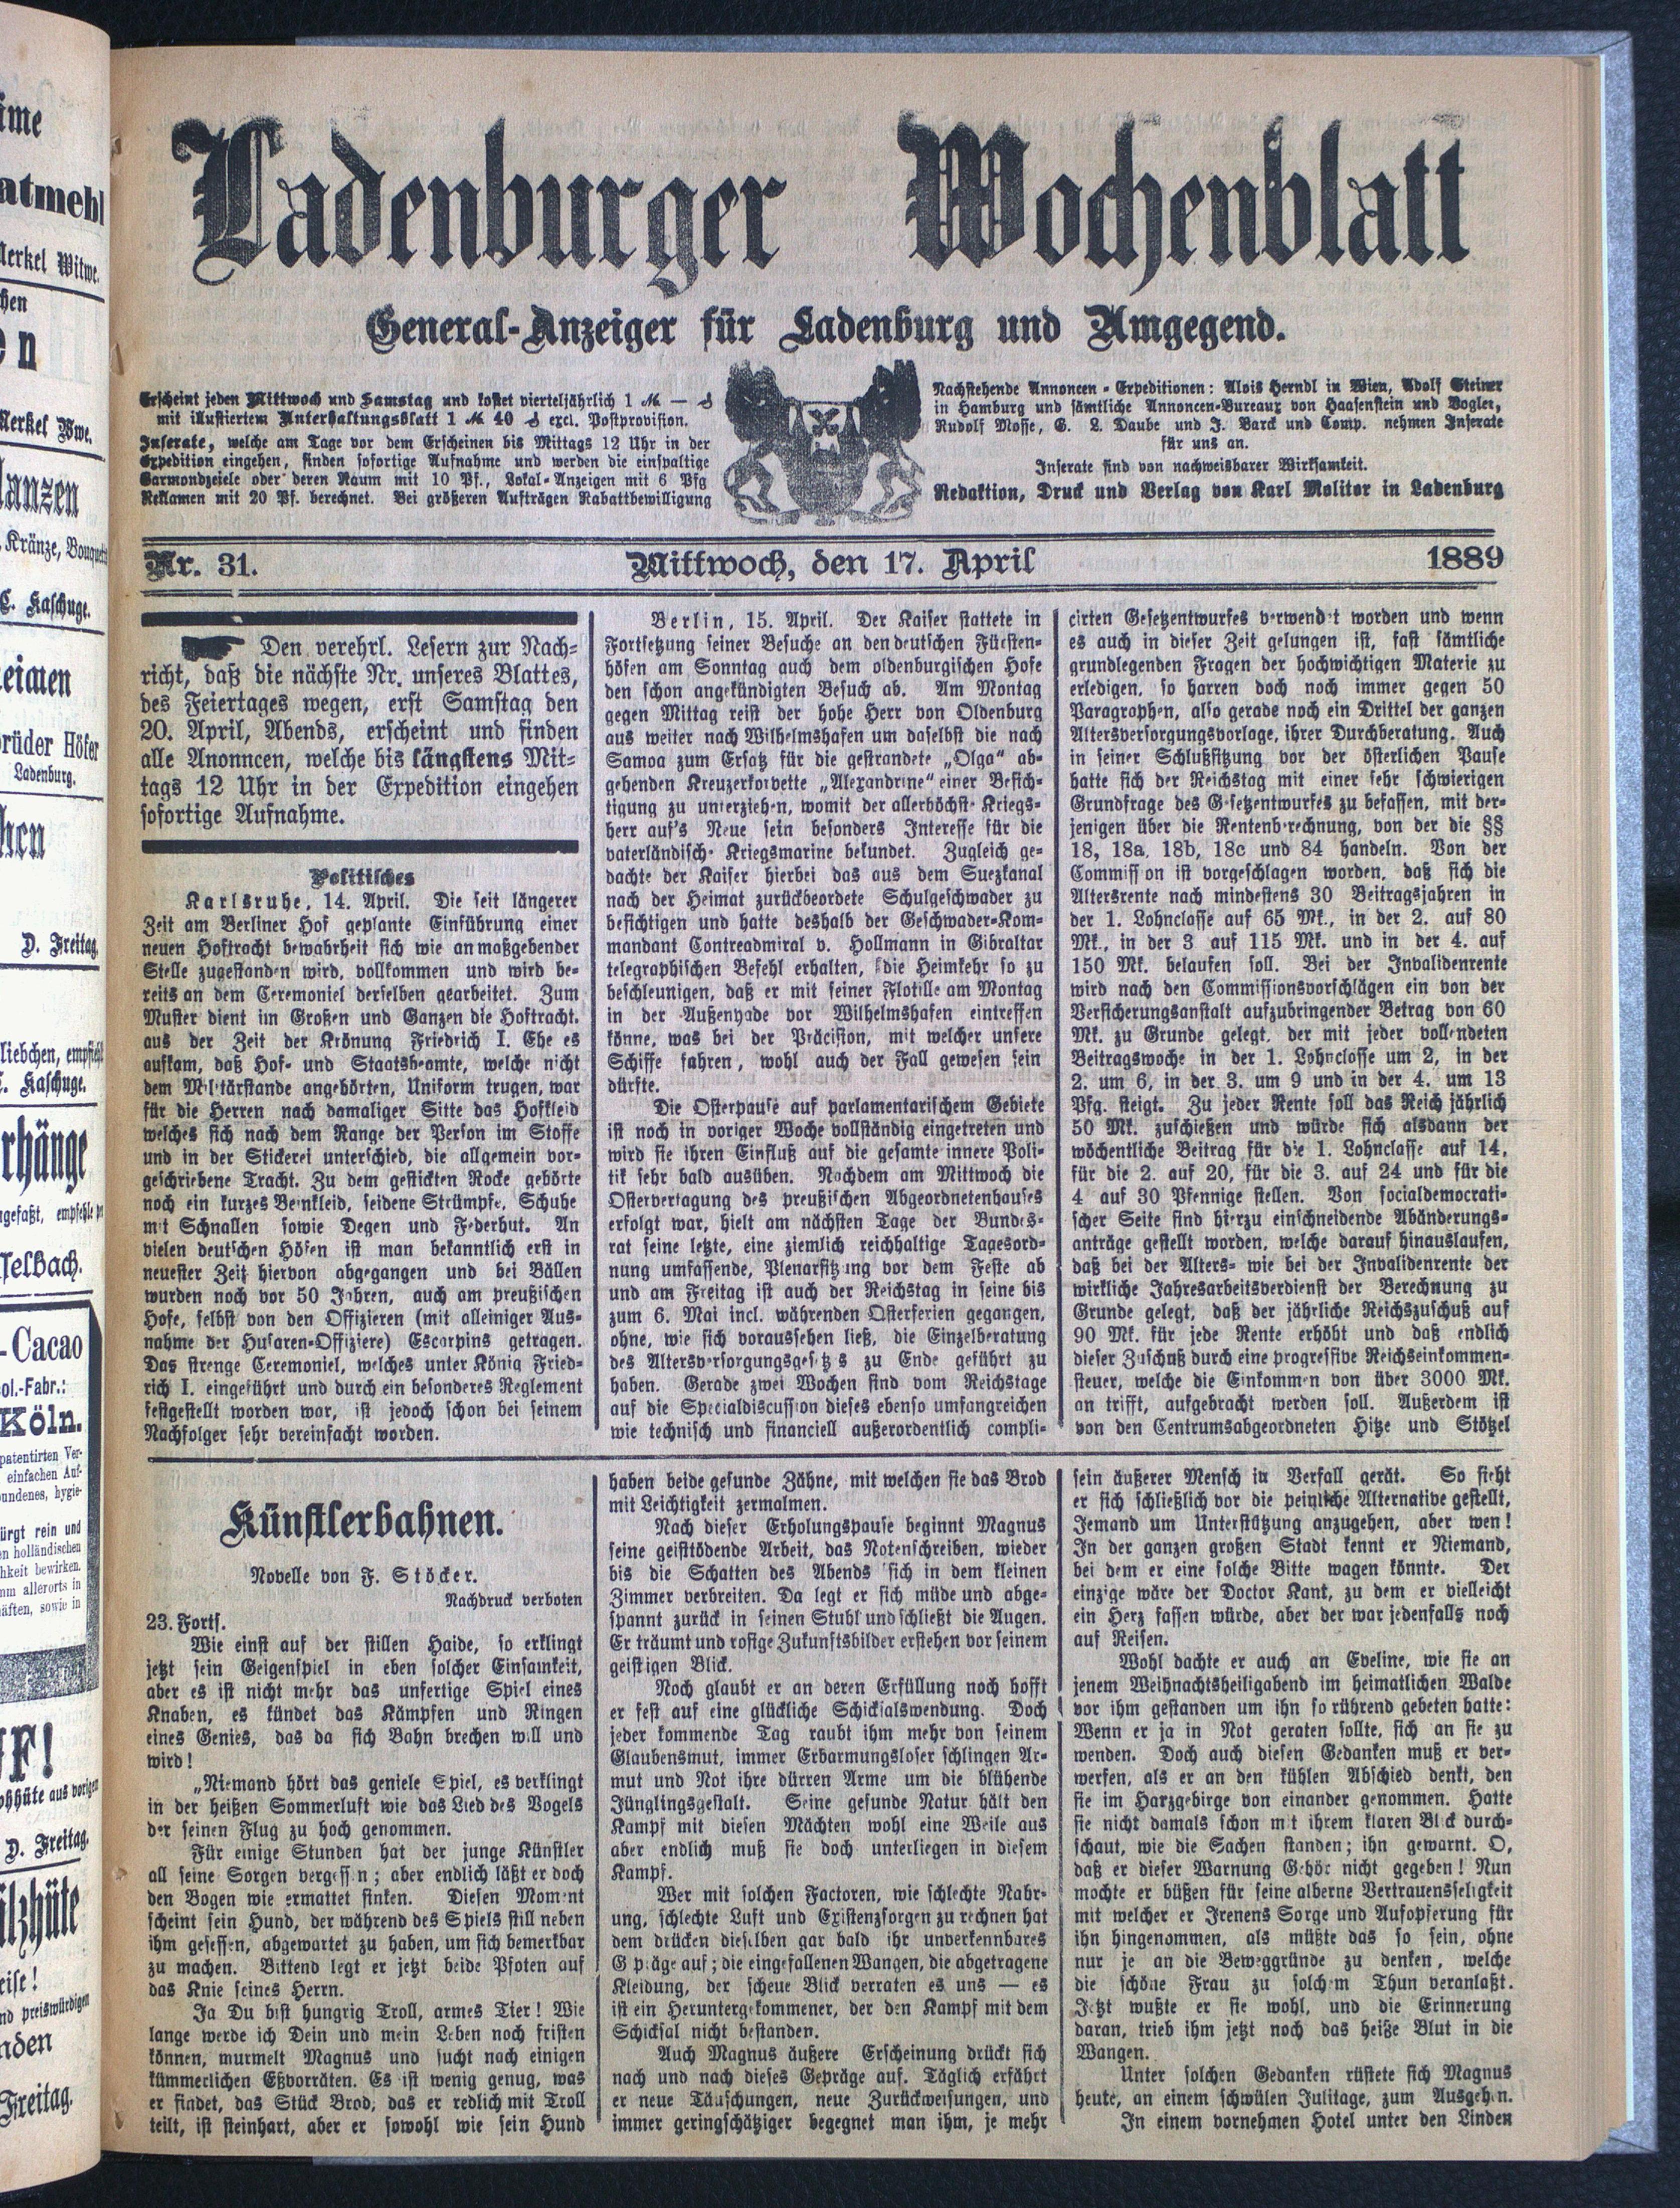 Ladenburger Wochenblatt
General-Anzeiger für Ladenburg und Umgegend.
Erscheint jeden Mittwoch und Samstag und kostet vierteljährlich 1 M. — ₰
mit illustiertem Unterhaltungsblatt 1 M 40 ₰ excl. Postprovision.
Inserate, welche am Tage vor dem Erscheinen bis Mittags 12 Uhr in der
Expedition eingehen, finden sofortige Aufnahme und werden die einspaltige
Garmondzeile oder deren Raum mit 10 Pf., Lokal-Anzeigen mit 6 Pfg
Reklamen mit 20 Pf. berechnet. Bei größeren Aufträgen Rabattbewilligung
Nachstehende Annoncen-Expeditionen: Alois Herndl in Wien, Adolf Steiner
in Hamburg und sämtliche Annoncen-Bureaux von Haasenstein und Vogler,
Rudolf Mosse, G. L. Daube und J. Barck und Comp. nehmen Inserate
für uns an.
Inserate sind von nachweisbarer Wirksamkeit.
Redaktion, Druck und Verlag von Karl Molitor in Ladenburg
Nr. 31.
Mittwoch, den 17. April
1889
Den verehrl. Lesern zur Nach-
richt, daß die nächste Nr. unseres Blattes,
des Feiertages wegen, erst Samstag den
20. April, Abends, erscheint und finden
alle Anonncen, welche bis längstens Mit-
tags 12 Uhr in der Expedition eingehen
sofortige Aufnahme.
Politisches
Karlsruhe, 14. April. Die seit längerer
Zeit am Berliner Hof geplante Einführung einer
neuen Hoftracht bewahrheit sich wie an maßgebender
Stelle zugestanden wird, vollkommen und wird be-
reits an dem Ceremoniel derselben gearbeitet. Zum
Muster dient im Großen und Ganzen die Hoftracht.
aus der Zeit der Krönung Friedrich I. Ehe es
aufkam, daß Hof- und Staatsbeamte, welche nicht
dem Militärstande angehörten, Uniform trugen, war
für die Herren nach damaliger Sitte das Hofkleid
welches sich nach dem Range der Person im Stoffe
und in der Stickerei unterschied, die allgemein vor-
geschriebene Tracht. Zu dem gestickten Rocke gehörte
noch ein kurzes Beinkleid, seidene Strümpfe, Schuhe
mit Schnallen sowie Degen und Federhut. An
vielen deutschen Höfen ist man bekanntlich erst in
neuester Zeit hiervon abgegangen und bei Bällen
wurden noch vor 50 Jahren, auch am preußischen
Hofe, selbst von den Offizieren (mit alleiniger Aus-
nahme der Husaren-Offiziere) Escarpins getragen.
Das strenge Ceremoniel, welches unter König Fried-
rich I. eingeführt und durch ein besonderes Reglement
festgestellt worden war, ist jedoch schon bei seinem
Nachfolger sehr vereinfacht worden.
Berlin, 15. April. Der Kaiser stattete in
Fortsetzung seiner Besuche an den deutschen Fürsten-
höfen am Sonntag auch dem oldenburgischen Hofe
den schon angekündigten Besuch ab. Am Montag
gegen Mittag reist der hohe Herr von Oldenburg
aus weiter nach Wilhelmshafen um daselbst die nach
Samoa zum Ersatz für die gestrandete „Olga" ab-
gehenden Kreuzerkorvette „Alexandrine" einer Besich-
tigung zu unterziehen, womit der allerhöchste Kriegs-
herr auf's Neue sein besonders Interesse für die
vaterländische Kriegsmarine bekundet. Zugleich ge-
dachte der Kaiser hierbei das aus dem Suezkanal
nach der Heimat zurückbeordete Schulgeschwader zu
besichtigen und hatte deshalb der Geschwader-Kom-
mandant Contreadmiral v. Hollmann in Gibraltar
telegraphischen Befehl erhalten, die Heimkehr so zu
beschleunigen, daß er mit seiner Flotille am Montag
in der Außenhade vor Wilhelmshafen eintreffen
könne, was bei der Präcision, mit welcher unsere
Schiffe fahren, wohl auch der Fall gewesen sein
dürfte.
Die Osterpause auf parlamentarischem Gebiete
ist noch in voriger Woche vollständig eingetreten und
wird sie ihren Einfluß auf die gesamte innere Poli-
tik sehr bald ausüben. Nachdem am Mittwoch die
Ostervertagung des preußischen Abgeordnetenhauses
erfolgt war, hielt am nächsten Tage der Bundes-
rat seine letzte, eine ziemlich reichhaltige Tagesord-
nung umfassende, Plenarsitzung vor dem Feste ab
und am Freitag ist auch der Reichstag in seine bis
zum 6. Mai incl. währenden Osterferien gegangen,
ohne, wie sich voraussehen ließ, die Einzelberatung
des Altersversorgungsgesetzes zu Ende geführt zu
haben. Gerade zwei Wochen sind vom Reichstage
auf die Specialdiscussion dieses ebenso umfangreichen
wie technisch und financiell außerordentlich compli-
cirten Gesetzentwurfes verwendet worden und wenn
es auch in dieser Zeit gelungen ist, fast sämtliche
grundlegenden Fragen der hochwichtigen Materie zu
erledigen, so harren doch noch immer gegen 50
Paragraphen, also gerade noch ein Drittel der ganzen
Altersversorgungsvorlage, ihrer Durchberatung. Auch
in seiner Schlußsitzung vor der österlichen Pause
hatte sich der Reichstag mit einer sehr schwierigen
Grundfrage des Gesetzentwurfes zu befassen, mit der-
jenigen über die Rentenberechnung, von der die §§
18, 18a, 18b, 18c und 84 handeln. Von der
Commission ist vorgeschlagen worden, daß sich die
Altersrente nach mindestens 30 Beitragsjahren in
der 1. Lohnclasse auf 65 Mk., in der 2. auf 80
Mk., in der 3 auf 115 Mk. und in der 4. auf
150 Mk. belaufen soll. Bei der Invalidenrente
wird nach den Commissionsvorschlägen ein von der
Versicherungsanstalt aufzubringender Betrag von 60
Mk. zu Grunde gelegt, der mit jeder vollendeten
Beitragswoche in der 1. Lohnclasse um 2, in der
2. um 6, in der 3. um 9 und in der 4. um 13
Pfg. steigt. Zu jeder Rente soll das Reich jährlich
50 Mk. zuschießen und würde sich alsdann der
wöchentliche Beitrag für die 1. Lohnclasse auf 14,
für die 2. auf 20, für die 3. auf 24 und für die
4 auf 30 Pfennige stellen. Von socialdemocrati-
scher Seite sind hierzu einschneidende Abänderungs-
anträge gestellt worden, welche darauf hinauslaufen,
daß bei der Alters- wie bei der Invalidenrente der
wirkliche Jahresarbeitsverdienst der Berechnung zu
Grunde gelegt, daß der jährliche Reichszuschuß auf
90 Mk. für jede Rente erhöht und daß endlich
dieser Zuschuß durch eine progressive Reichseinkommen-
steuer, welche die Einkommen von über 3000 Mk.
an trifft, aufgebracht werden soll. Außerdem ist
von den Centrumsabgeordneten Hitze und Stötzel
Künstlerbahnen.
Novelle von F. Stöcker.
Nachdruck verboten
23. Forts.
Wie einst auf der stillen Haide, so erklingt
jetzt sein Geigenspiel in eben solcher Einsamkeit,
aber es ist nicht mehr das unfertige Spiel eines
Knaben, es kündet das Kämpfen und Ringen
eines Genies, das da sich Bahn brechen will und
wird!
„Niemand hört das geniele Spiel, es verklingt
in der heißen Sommerluft wie das Lied des Vogels
der seinen Flug zu hoch genommen.
Für einige Stunden hat der junge Künstler
all seine Sorgen vergessen; aber endlich läßt er doch
den Bogen wie ermattet sinken. Diesen Moment
scheint sein Hund, der während des Spiels still neben
ihm gesessen, abgewartet zu haben, um sich bemerkbar
zu machen. Bittend legt er jetzt beide Pfoten auf
das Knie seines Herrn.
Ja Du bist hungrig Troll, armes Tier! Wie
lange werde ich Dein und mein Leben noch fristen
können, murmelt Magnus und sucht nach einigen
kümmerlichen Eßvorräten. Es ist wenig genug, was
er findet, das Stück Brod, das er redlich mit Troll
teilt, ist steinhart, aber er sowohl wie sein Hund
haben beide gesunde Zähne, mit welchen sie das Brod
mit Leichtigkeit zermalmen.
Nach dieser Erholungspause beginnt Magnus
seine geisttödende Arbeit, das Notenschreiben, wieder
bis die Schatten des Abends sich in dem kleinen
Zimmer verbreiten. Da legt er sich müde und abge-
spannt zurück in seinen Stuhl und schließt die Augen.
Er träumt und rosige Zukunftsbilder erstehen vor seinem
geistigen Blick.
Noch glaubt er an deren Erfüllung noch hofft
er fest auf eine glückliche Schicksalswendung. Doch
jeder kommende Tag raubt ihm mehr von seinem
Glaubensmut, immer Erbarmungsloser schlingen Ar-
mut und Not ihre dürren Arme um die blühende
Jünglingsgestalt. Seine gesunde Natur hält den
Kampf mit diesen Mächten wohl eine Weile aus
aber endlich muß sie doch unterliegen in diesem
Kampf.
Wer mit solchen Factoren, wie schlechte Nahr-
ung, schlechte Luft und Existenzsorgen zu rechnen hat
dem drücken dieselben gar bald ihr unverkennbares
Gepräge auf; die eingefallenen Wangen, die abgetragene
Kleidung, der scheue Blick verraten es uns — es
ist ein Heruntergekommener, der den Kampf mit dem
Schicksal nicht bestanden.
Auch Magnus äußere Erscheinung drückt sich
nach und nach dieses Gepräge auf. Täglich erfährt
er neue Täuschungen, neue Zurückweisungen, und
immer geringschätziger begegnet man ihm, je mehr
sein äußerer Mensch in Verfall gerät. So sieht
er sich schließlich vor die peinliche Alternative gestellt,
Jemand um Unterstützung anzugehen, aber wen!
In der ganzen großen Stadt kennt er Niemand,
bei dem er eine solche Bitte wagen könnte. Der
einzige wäre der Doctor Kant, zu dem er vielleicht
ein Herz fassen würde, aber der war jedenfalls noch
auf Reisen.
Wohl dachte er auch an Eveline, wie sie an
jenem Weihnachtsheiligabend im heimatlichen Walde
vor ihm gestanden um ihn so rührend gebeten hatte:
Wenn er ja in Not geraten sollte, sich an sie zu
wenden. Doch auch diesen Gedanken muß er ver-
werfen, als er an den kühlen Abschied denkt, den
sie im Harzgebirge von einander genommen. Hatte
sie nicht damals schon mit ihrem klaren Blick durch-
schaut, wie die Sachen standen; ihn gewarnt. O,
daß er dieser Warnung Gehör nicht gegeben! Nun
mochte er büßen für seine alberne Vertrauensseligkeit
mit welcher er Irenens Sorge und Aufopferung für
ihn hingenommen, als müßte das so sein, ohne
nur je an die Beweggründe zu denken, welche
die schöne Frau zu solchem Thun veranlaßt.
Jetzt wußte er sie wohl, und die Erinnerung
daran, trieb ihm jetzt noch das heiße Blut in die
Wangen.
Unter solchen Gedanken rüstete sich Magnus
heute, an einem schwülen Julitage, zum Ausgehen.
In einem vornehmen Hotel unter den Linden